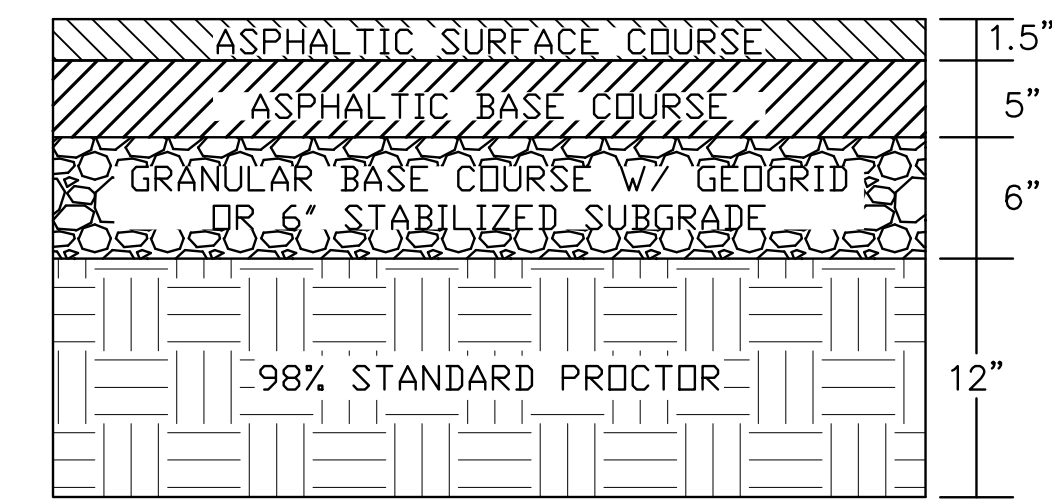 ASPHALTIC SURFACE COURSE 1.5”
ASPHALTIC BASE COURSE 5”
GRANULAR BASE COURSE W/ GEOGRID
OR 6" STABILIZED SUBGRADE 6”
98% STANDARD PROCTOR 12”